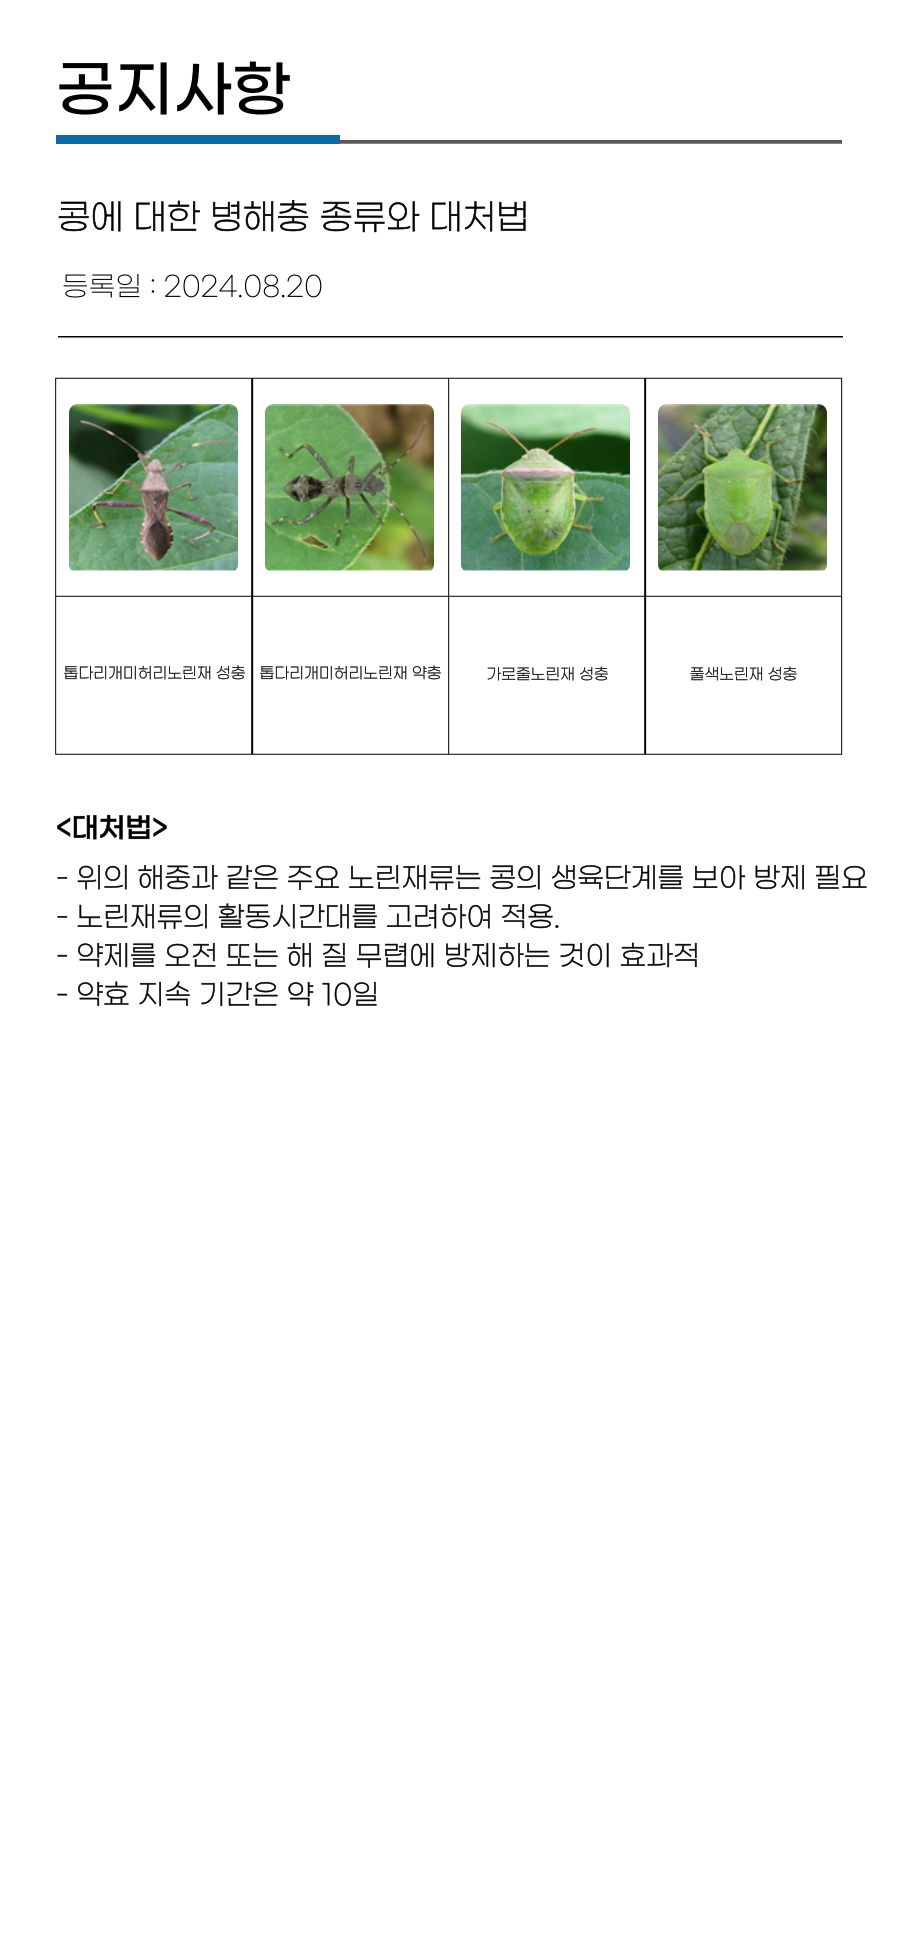 공지사항
콩에 대한 병해충 종류와 대처법
등록일 : 2024.08.20
톱다리개미허리노린재 성충
톱다리개미허리노린재 약충
가로줄노린재 성충
풀색노린재 성충
<대처법>
- 위의 해충과 같은 주요 노린재류는 콩의 생육단계를 보아 방제 필요
- 노린재류의 활동시간대를 고려하여 적용.
- 약제를 오전 또는 해 질 무렵에 방제하는 것이 효과적
- 약효 지속 기간은 약 10일